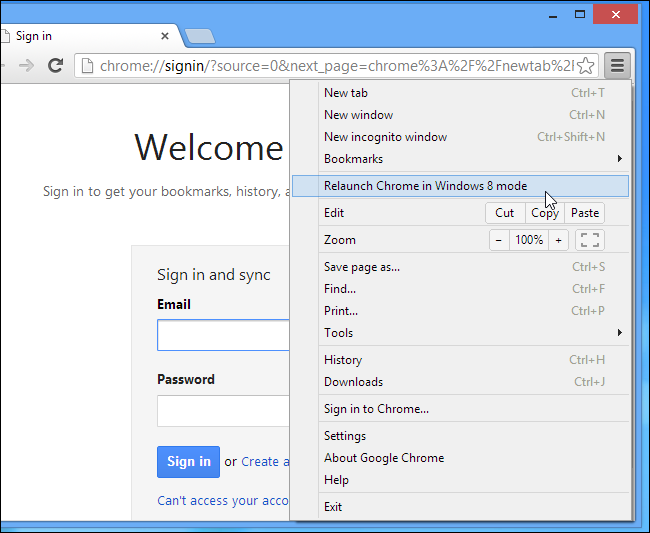 Sign in
chrome://signin/?source=0&next_page=chrome%3A%2F%2Fnewtab%2F
New tab Ctrl+T
New window Ctrl+N
New incognito window Ctrl+Shift+N
Bookmarks
Relaunch Chrome in Windows 8 mode
Edit Cut Copy Paste
Zoom − 100% +
Save page as... Ctrl+S
Find... Ctrl+F
Print... Ctrl+P
Tools
History Ctrl+H
Downloads Ctrl+J
Sign in to Chrome...
Settings
About Google Chrome
Help
Exit
Welcome
Sign in to get your bookmarks, history, a
Sign in and sync
Email
Password
Sign in or Create a
Can't access your acco